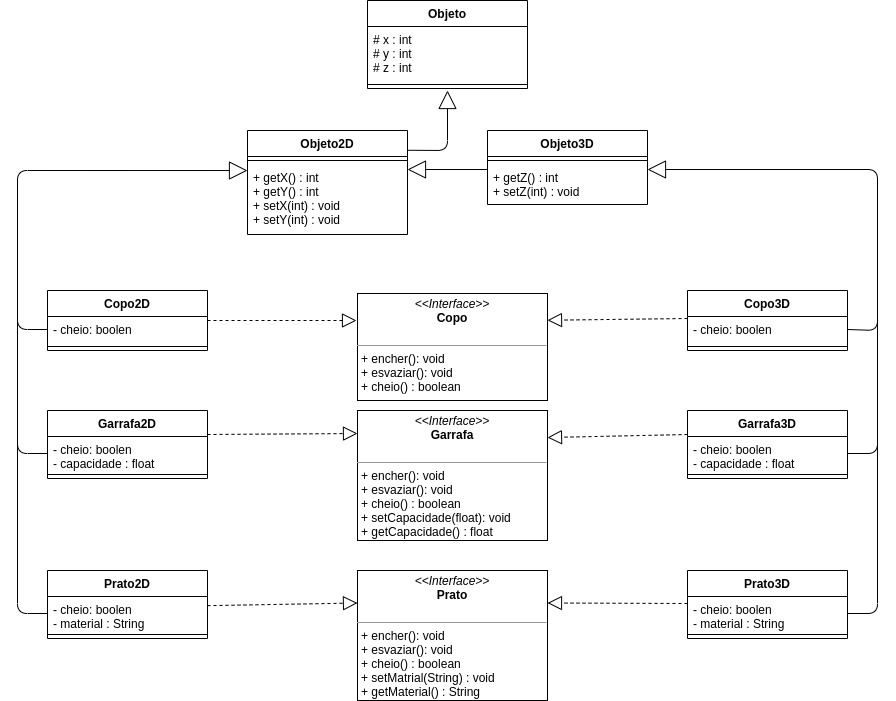 Objeto
# x : int
# y : int
# z : int
Objeto2D
+ getX() : int
+ getY() : int
+ setX(int) : void
+ setY(int) : void
Objeto3D
+ getZ() : int
+ setZ(int) : void
Copo2D
- cheio: boolen
<<Interface>>
Copo
+ encher(): void
+ esvaziar(): void
+ cheio() : boolean
Copo3D
- cheio: boolen
Garrafa2D
- cheio: boolen
- capacidade : float
<<Interface>>
Garrafa
+ encher(): void
+ esvaziar(): void
+ cheio() : boolean
+ setCapacidade(float): void
+ getCapacidade() : float
Garrafa3D
- cheio: boolen
- capacidade : float
Prato2D
- cheio: boolen
- material : String
<<Interface>>
Prato
+ encher(): void
+ esvaziar(): void
+ cheio() : boolean
+ setMatrial(String) : void
+ getMaterial() : String
Prato3D
- cheio: boolen
- material : String